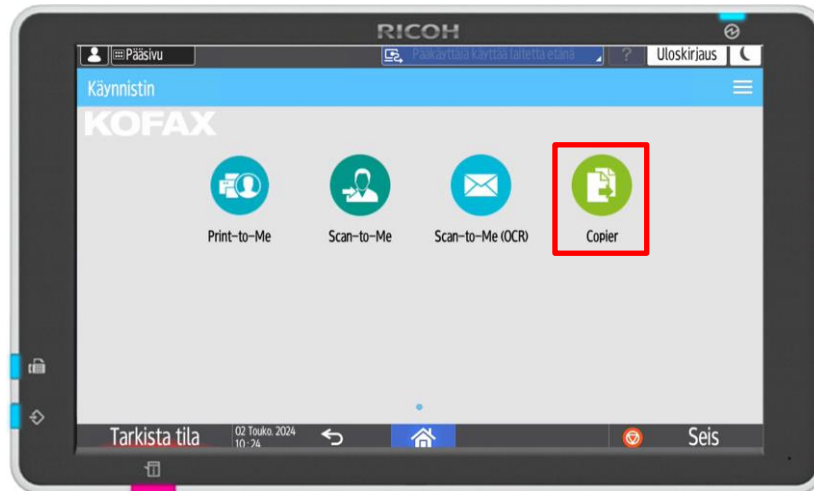 RICOH
Pääsivu
Pääkäyttäjä käyttää laitetta etänä
?
Uloskirjaus
Käynnistin
KOFAX
Print-to-Me
Scan-to-Me
Scan-to-Me (OCR)
Copier
Tarkista tila
02 Touko. 2024
10:24
Seis